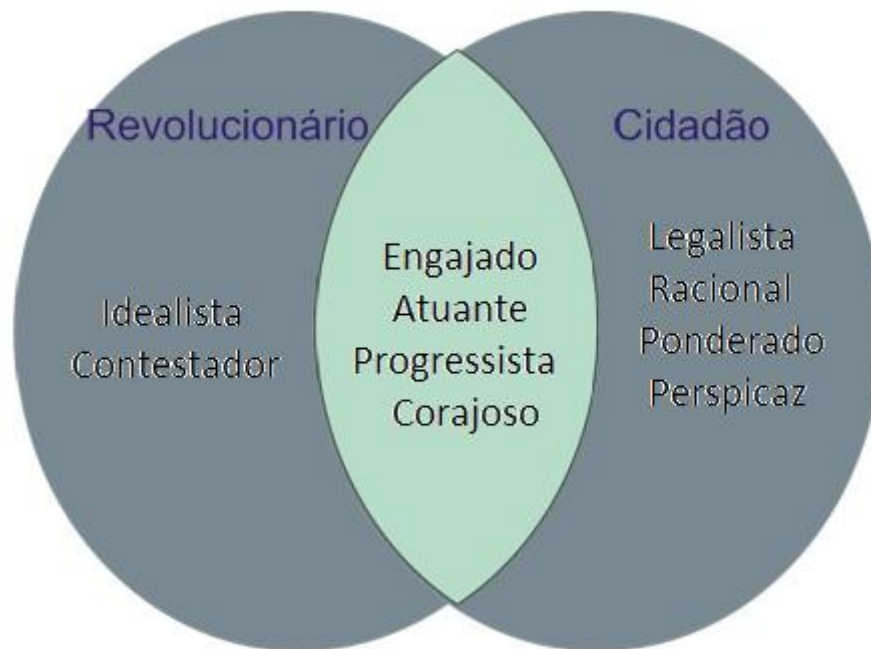 Revolucionário
Cidadão
Idealista
Contestador
Engajado
Atuante
Progressista
Corajoso
Legalista
Racional
Ponderado
Perspicaz